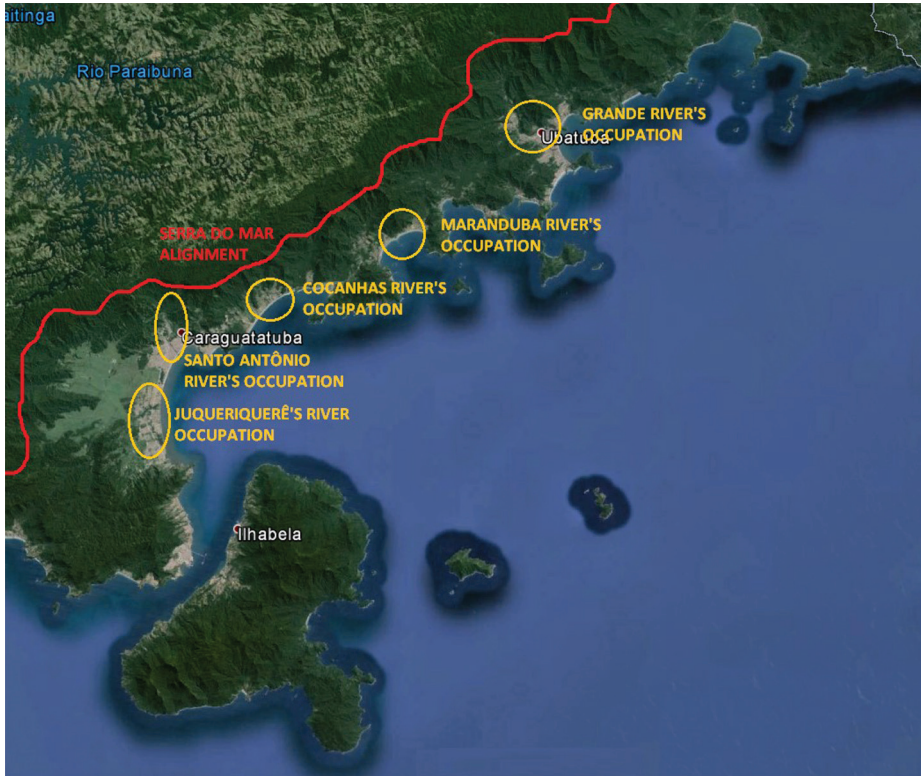 aitinga
Rio Paraibuna
GRANDE RIVER'S
OCCUPATION
Ubatuba
MARANDUBA RIVER'S
OCCUPATION
SERRA DO MAR
ALIGNMENT
COCANHAS RIVER'S
OCCUPATION
Caraguatatuba
SANTO ANTÔNIO
RIVER'S OCCUPATION
JUQUERIQUERÊ'S RIVER
OCCUPATION
Ilhabela